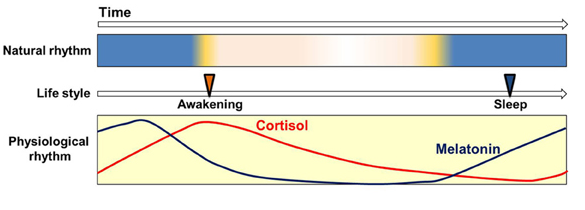 Time
Natural rhythm
Life style
Awakening
Sleep
Physiological
rhythm
Cortisol
Melatonin